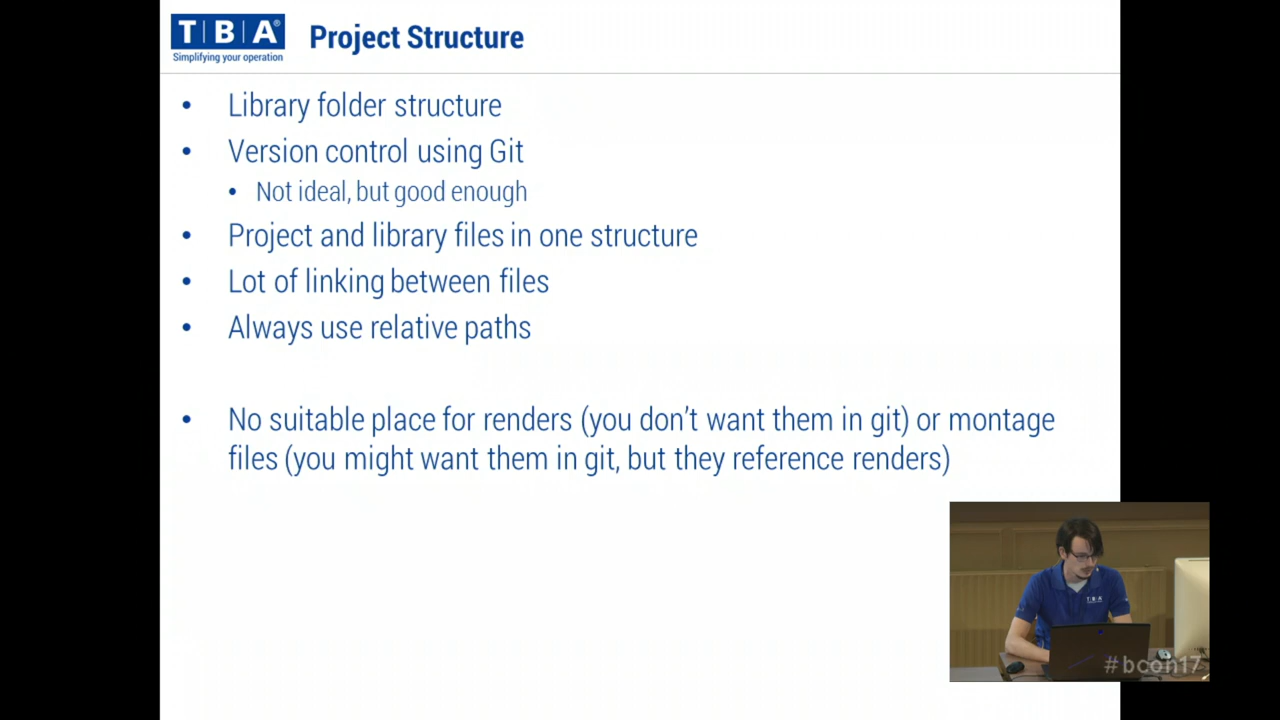 T|B|A®
Simplifying your operation
Project Structure
• Library folder structure
• Version control using Git
• Not ideal, but good enough
• Project and library files in one structure
• Lot of linking between files
• Always use relative paths
• No suitable place for renders (you don't want them in git) or montage
files (you might want them in git, but they reference renders)
T|B|A
#bcon17